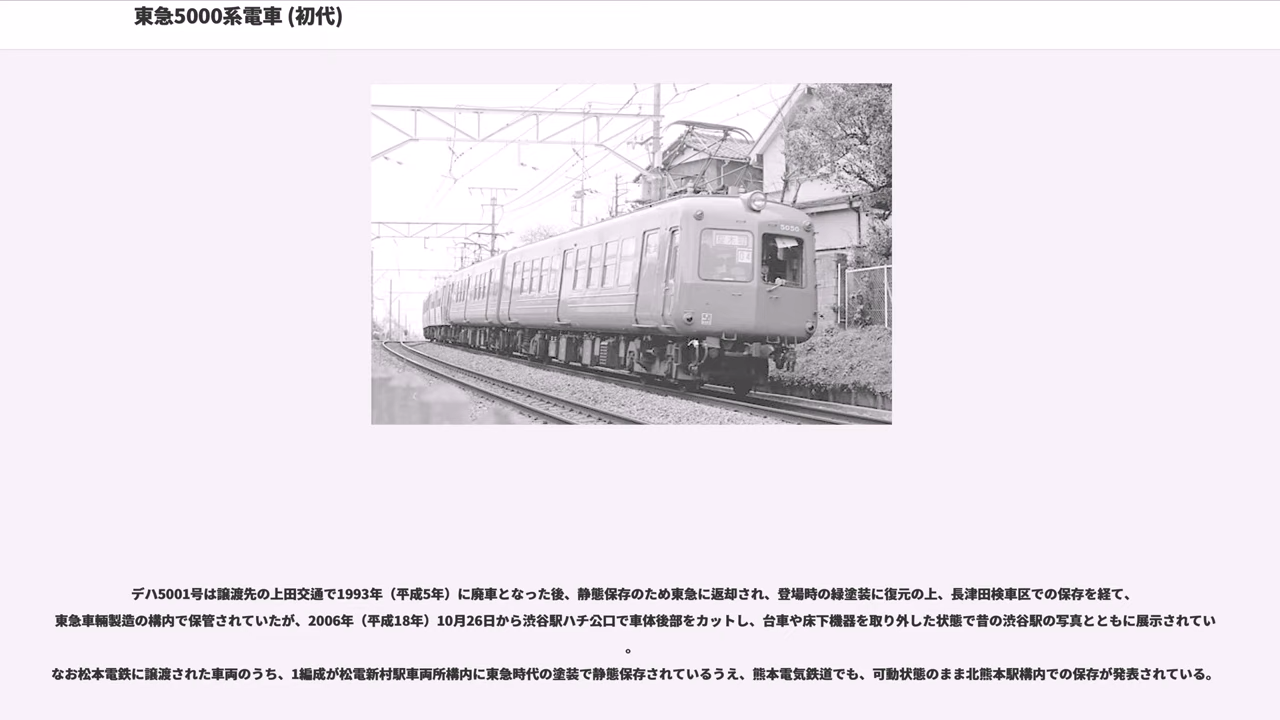 東急5000系電車 (初代)
5050
デハ5001号は譲渡先の上田交通で1993年（平成5年）に廃車となった後、静態保存のため東急に返却され、登場時の緑塗装に復元の上、長津田検車区での保存を経て、
東急車輛製造の構内で保管されていたが、2006年（平成18年）10月26日から渋谷駅ハチ公口で車体後部をカットし、台車や床下機器を取り外した状態で昔の渋谷駅の写真とともに展示されてい
。
なお松本電鉄に譲渡された車両のうち、1編成が松電新村駅車両所構内に東急時代の塗装で静態保存されているうえ、熊本電気鉄道でも、可動状態のまま北熊本駅構内での保存が発表されている。